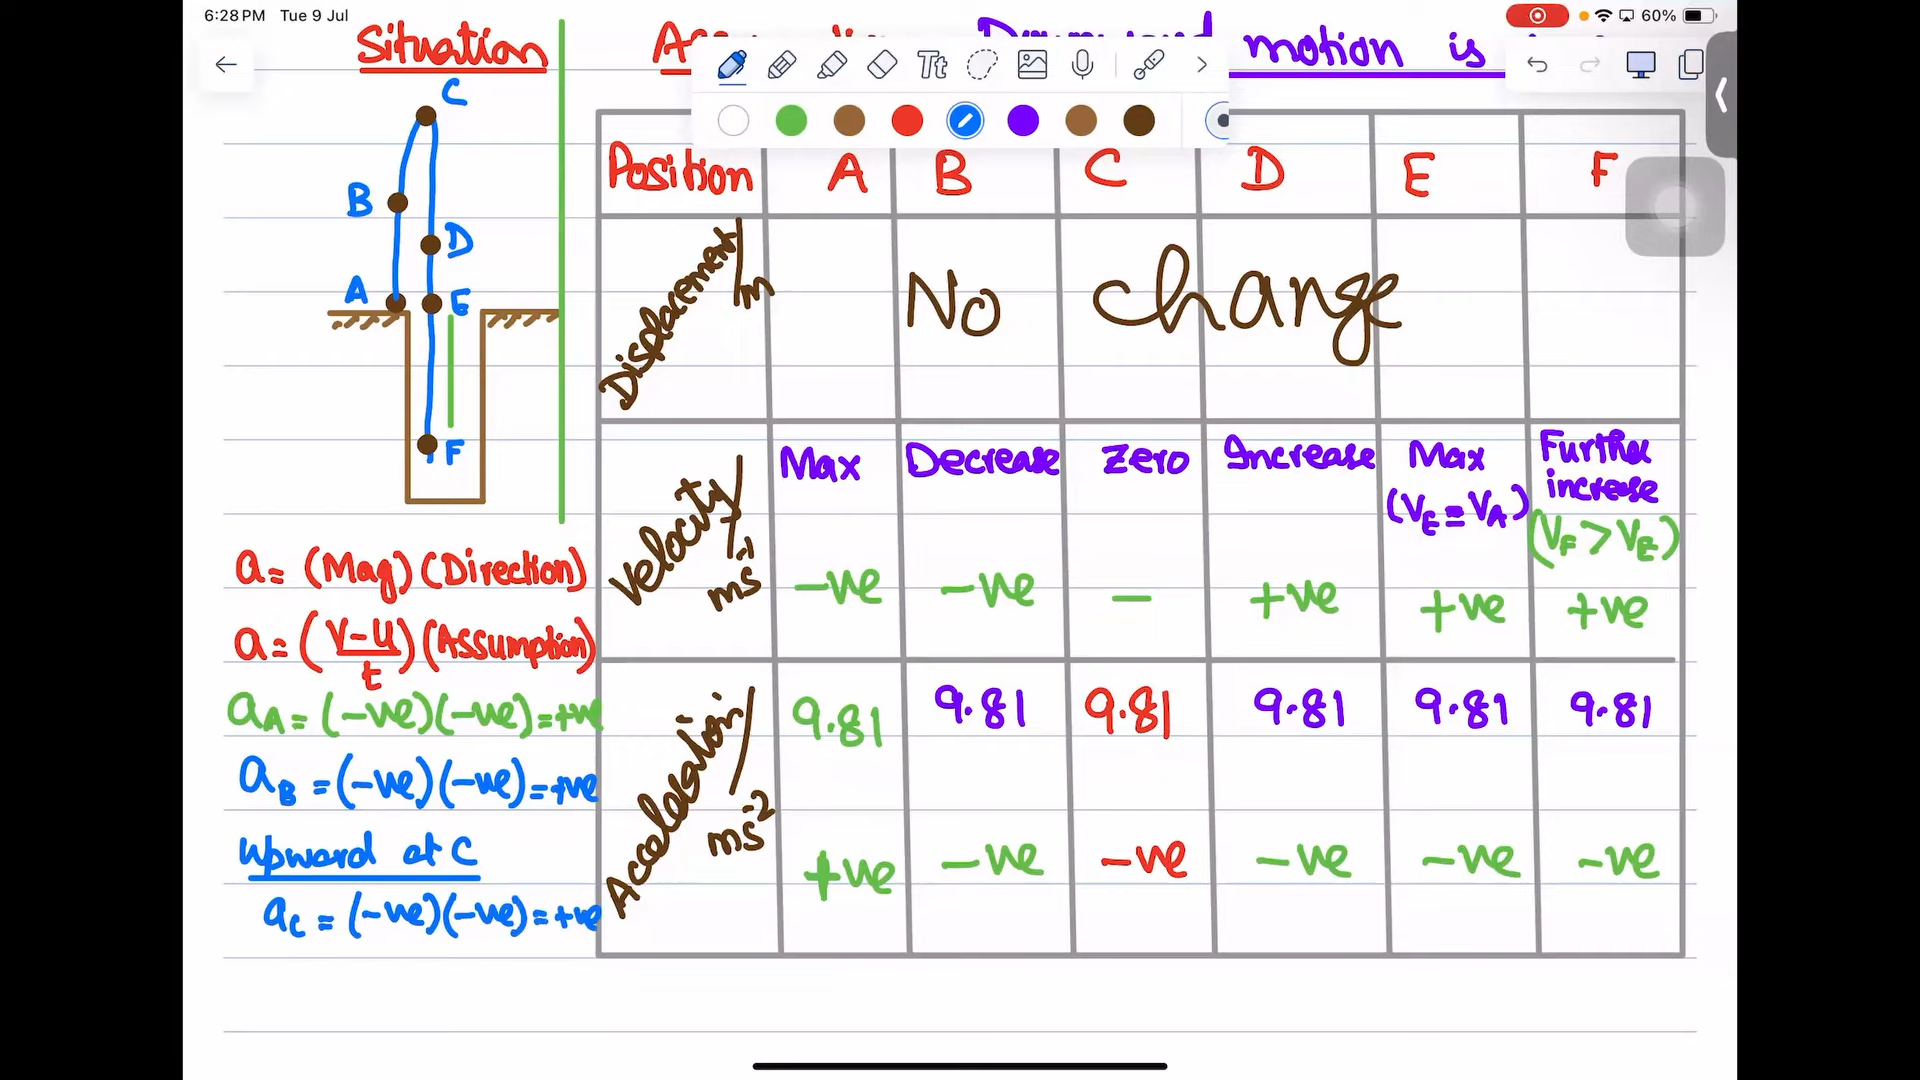 6:28 PM Tue 9 Jul
60%
Situation
motion is
Tt
C
B
D
A
E
F
Position A B C D E F
Displacement/m
No change
Velocity/ms⁻¹
Max Decrease Zero Increase Max Further
increase
(VE = VA)
(VF > VE)
-ve -ve - +ve +ve +ve
Acceleration/ms⁻²
9.81 9.81 9.81 9.81 9.81 9.81
+ve -ve -ve -ve -ve -ve
a = (Mag) (Direction)
a = (V-U/t) (Assumption)
aA = (-ve)(-ve) = +ve
aB = (-ve)(-ve) = +ve
Upward at C
aC = (-ve)(-ve) = +ve